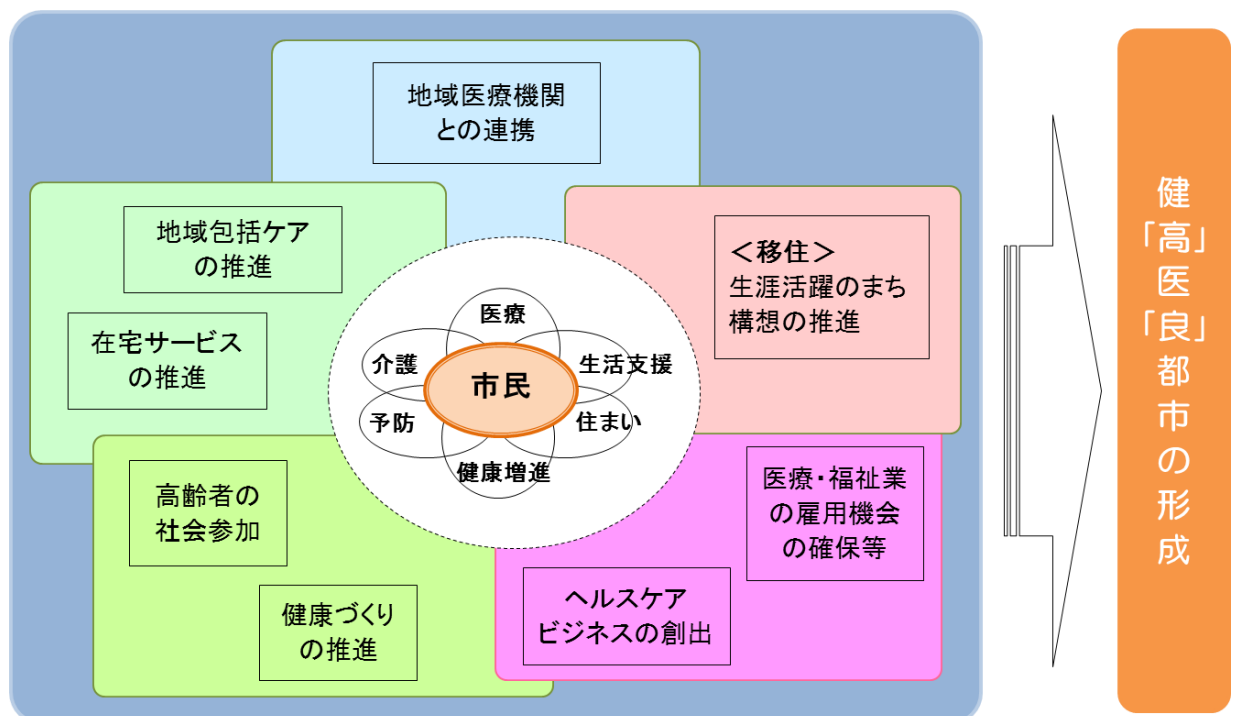 地域医療機関
との連携
地域包括ケア
の推進
在宅サービス
の推進
＜移住＞
生涯活躍のまち
構想の推進
医療
介護
生活支援
市民
予防
住まい
健康増進
高齢者の
社会参加
健康づくり
の推進
医療・福祉業
の雇用機会
の確保等
ヘルスケア
ビジネスの創出
健「高」医「良」都市の形成